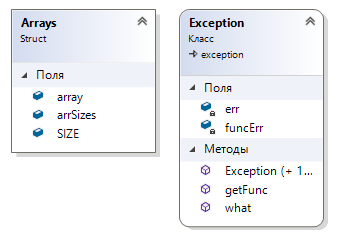 Arrays
Struct
Поля
array
arrSizes
SIZE
Exception
Класс
exception
Поля
err
funcErr
Методы
Exception (+ 1...
getFunc
what